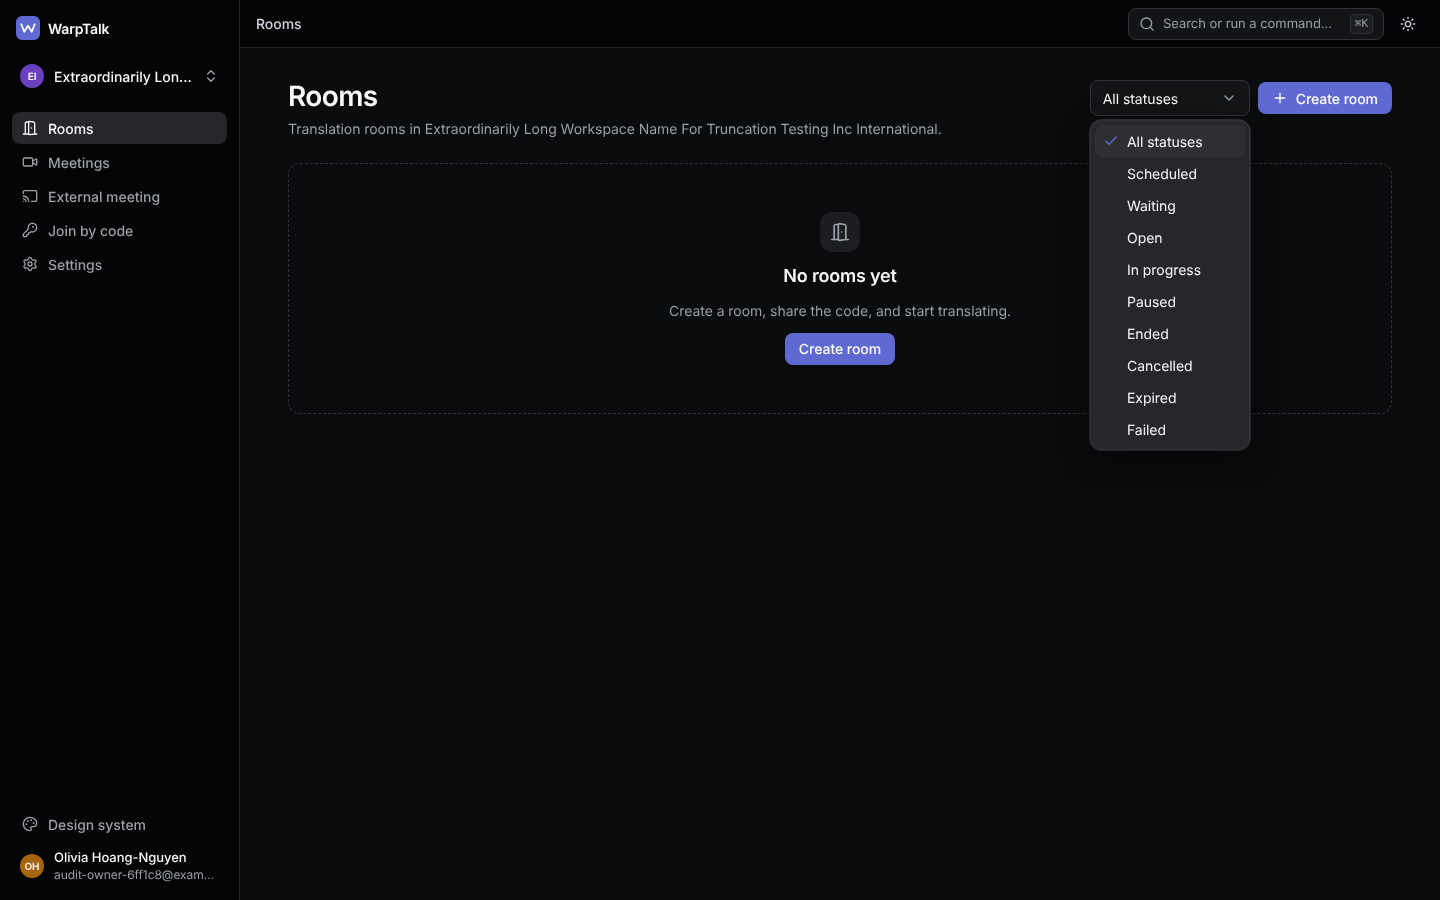 WarpTalk
Rooms
Search or run a command...
⌘K
EI
Extraordinarily Lon...
Rooms
Meetings
External meeting
Join by code
Settings
Rooms
Translation rooms in Extraordinarily Long Workspace Name For Truncation Testing Inc International.
All statuses
Create room
All statuses
Scheduled
Waiting
Open
In progress
Paused
Ended
Cancelled
Expired
Failed
No rooms yet
Create a room, share the code, and start translating.
Create room
Design system
OH
Olivia Hoang-Nguyen
audit-owner-6ff1c8@exam...